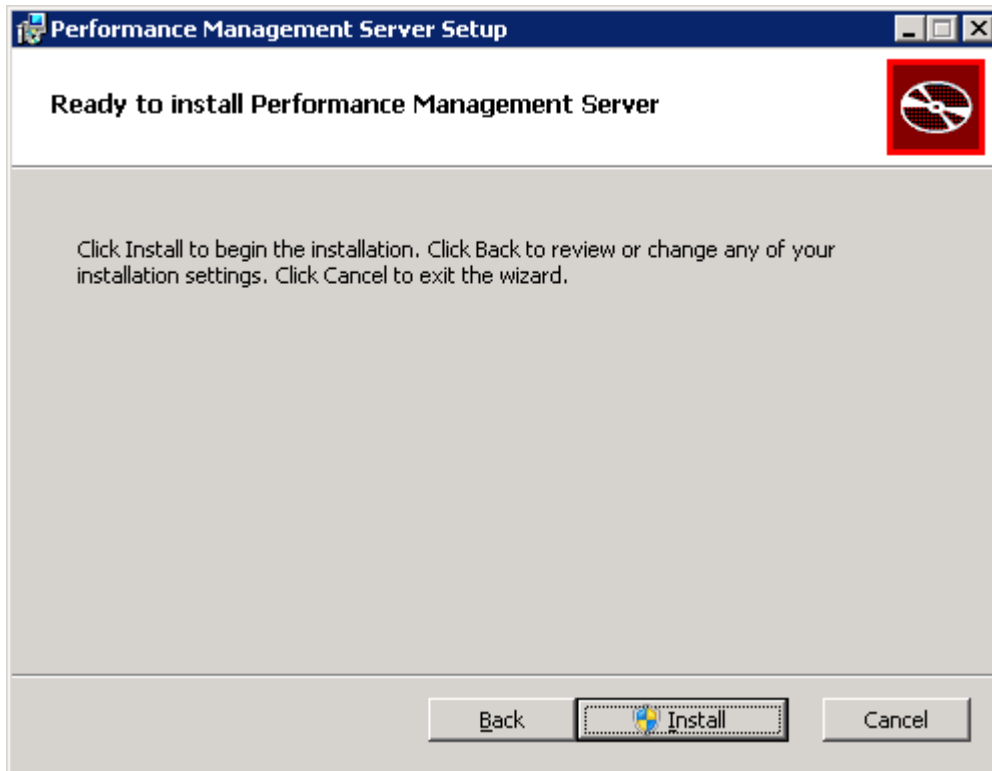 Performance Management Server Setup
Ready to install Performance Management Server
Click Install to begin the installation. Click Back to review or change any of your
installation settings. Click Cancel to exit the wizard.
Back
Install
Cancel